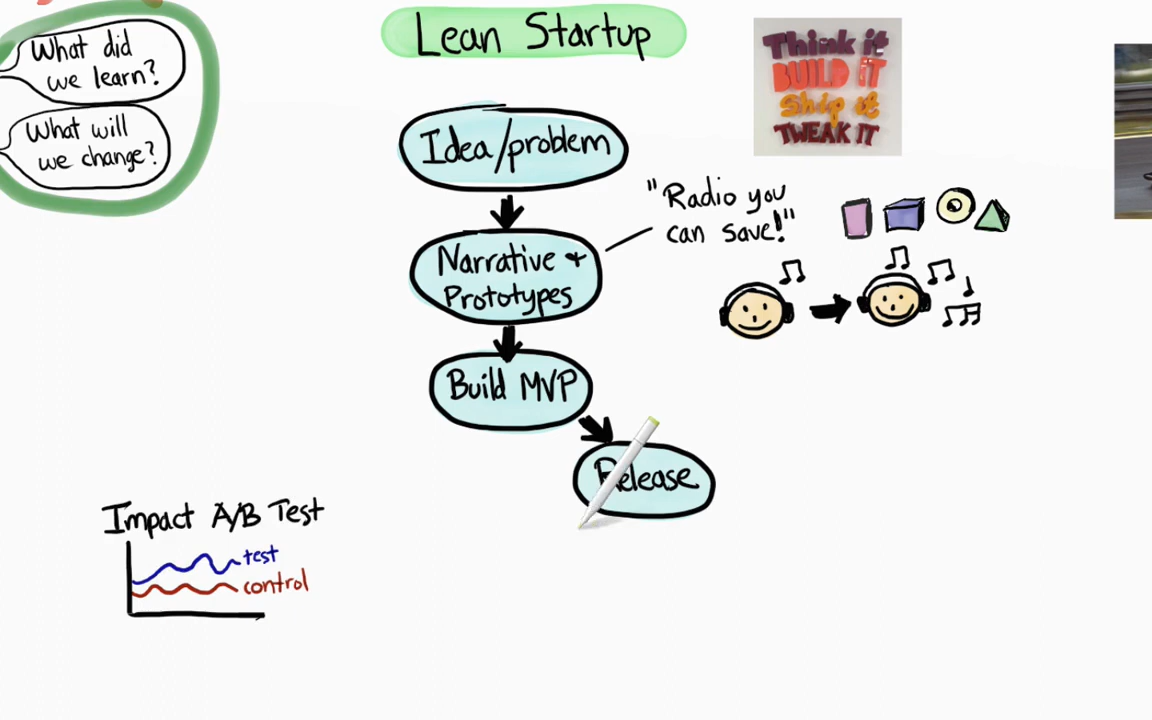 What did
we learn?
What will
we change?
Lean Startup
Think it
BUILD IT
Ship it
TWEAK IT
Idea/problem
Narrative +
Prototypes
"Radio you
can save!"
Build MVP
Release
Impact A/B Test
test
control